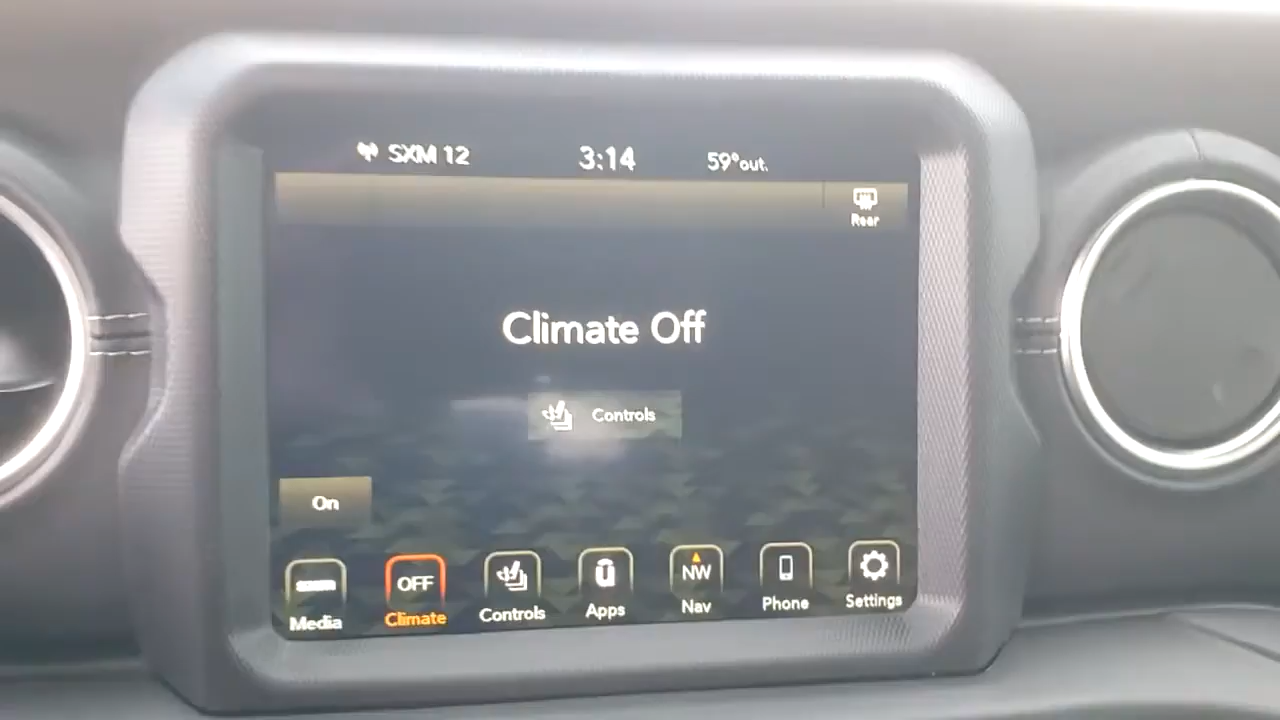 SXM 12 3:14 59°out.
Rear
Climate Off
Controls
On
OFF NW
Media Climate Controls Apps Nav Phone Settings